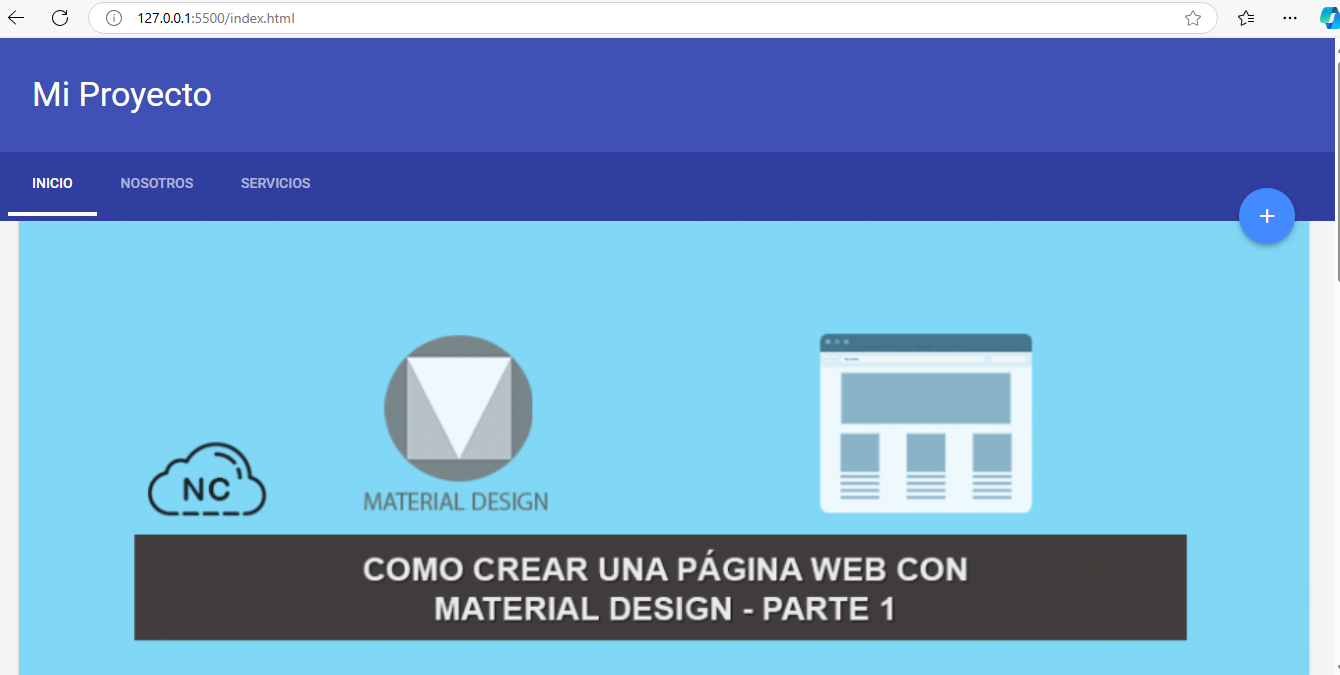 127.0.0.1:5500/index.html
Mi Proyecto
INICIO NOSOTROS SERVICIOS
+
NC
MATERIAL DESIGN
COMO CREAR UNA PÁGINA WEB CON
MATERIAL DESIGN - PARTE 1